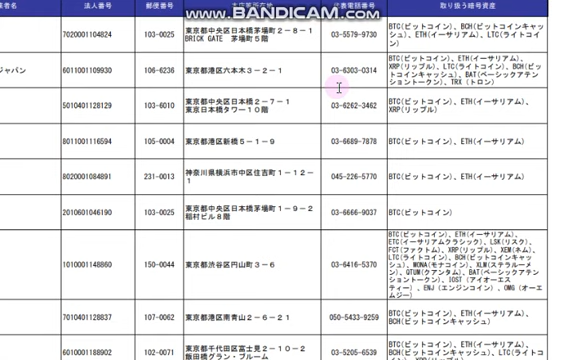 WWW.BANDICAM.COM
法人番号 郵便番号 代表電話番号 取り扱う暗号資産
7020001104824 103-0025 東京都中央区日本橋茅場町２－８－１
BRICK GATE 茅場町５階
03-5579-9730 BTC(ビットコイン)、BCH(ビットコインキャッ
シュ)、ETH(イーサリアム)、LTC(ライトコイ
ン)
ジャパン 6011001109930 106-6236 東京都港区六本木３－２－１ 03-6303-0314
BTC(ビットコイン)、ETH(イーサリアム)、
XRP(リップル)、LTC(ライトコイン)、BCH(ビッ
トコインキャッシュ)、BAT(ベーシックアテン
ショントークン)、TRX（トロン）
5010401128129 103-6010 東京都中央区日本橋２－７－１
東京日本橋タワー１０階
03-6262-3462 BTC(ビットコイン)、ETH(イーサリアム)、
XRP(リップル)
8011001116594 105-0004 東京都港区新橋５－１－９ 03-6689-7878 BTC(ビットコイン)、ETH(イーサリアム)
8020001084891 231-0013 神奈川県横浜市中区住吉町１－１２－
１
045-226-5770 BTC(ビットコイン)、ETH(イーサリアム)
2010601046190 103-0025 東京都中央区日本橋茅場町１－９－２
稲村ビル８階
03-6666-9037 BTC(ビットコイン)
1010001148860 150-0044 東京都渋谷区円山町３－６ 03-6416-5370
BTC(ビットコイン)、ETH(イーサリアム)、
ETC(イーサリアムクラシック)、LSK(リスク)、
FCT(ファクトム)、XRP(リップル)、XEM(ネム)、
LTC(ライトコイン)、BCH(ビットコインキャッ
シュ)、MONA(モナコイン)、XLM(ステラルーメ
ン)、QTUM(クアンタム)、BAT(ベーシックアテン
ショントークン)、IOST（アイオーエス
ティー）、ENJ（エンジンコイン）、OMG（オーエ
ムジー）
7010401128837 107-0062 東京都港区南青山２－６－２１ 050-5433-9259 BTC(ビットコイン)、ETH(イーサリアム)、
BCH(ビットコインキャッシュ)
6010001188902 102-0071 東京都千代田区富士見２－１０－２
飯田橋グラン・ブルーム
03-5205-6539 BTC(ビットコイン)、ETH(イーサリアム)、